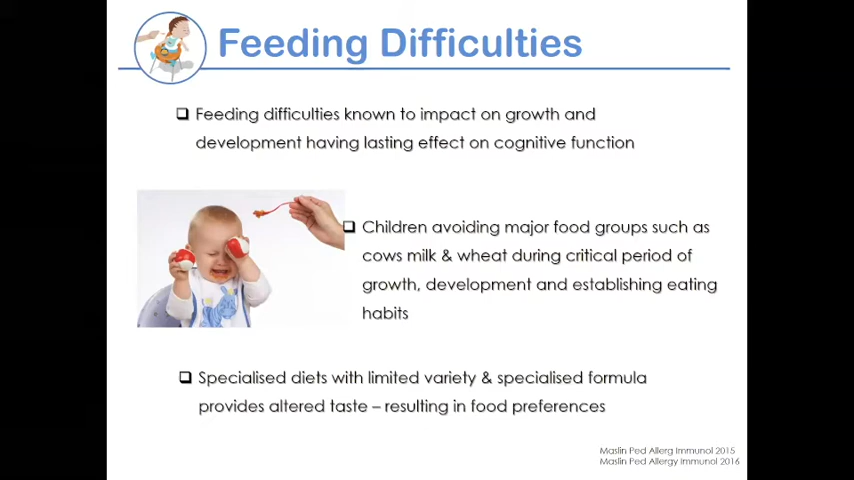 Feeding Difficulties
❑ Feeding difficulties known to impact on growth and
development having lasting effect on cognitive function
❑ Children avoiding major food groups such as
cows milk & wheat during critical period of
growth, development and establishing eating
habits
❑ Specialised diets with limited variety & specialised formula
provides altered taste – resulting in food preferences
Maslin Ped Allerg Immunol 2015
Maslin Ped Allergy Immunol 2016